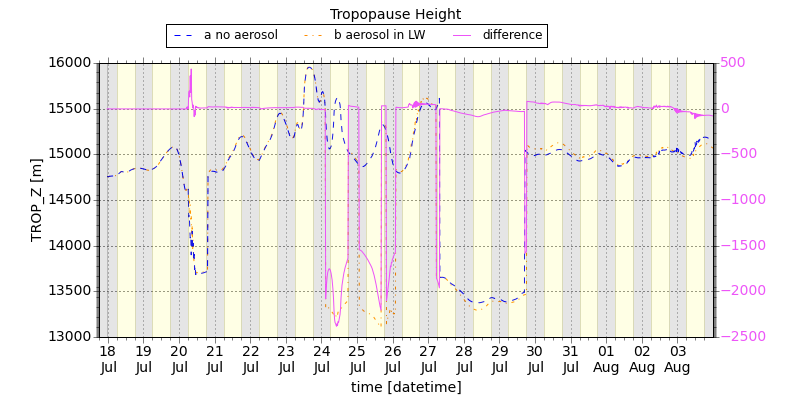 Tropopause Height
a no aerosol b aerosol in LW difference
16000
15500
15000
14500
14000
13500
13000
TROP_Z [m]
500
0
−500
−1000
−1500
−2000
−2500
18 19 20 21 22 23 24 25 26 27 28 29 30 31 01 02 03
Jul Jul Jul Jul Jul Jul Jul Jul Jul Jul Jul Jul Jul Jul Aug Aug Aug
time [datetime]